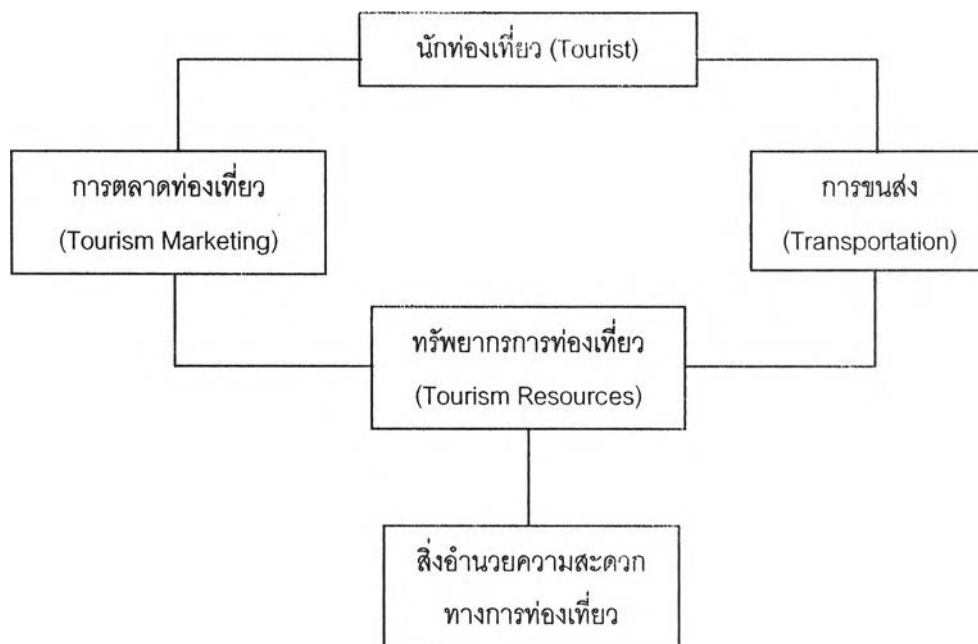 นักท่องเที่ยว (Tourist)
การตลาดท่องเที่ยว
(Tourism Marketing)
การขนส่ง
(Transportation)
ทรัพยากรการท่องเที่ยว
(Tourism Resources)
สิ่งอำนวยความสะดวก
ทางการท่องเที่ยว